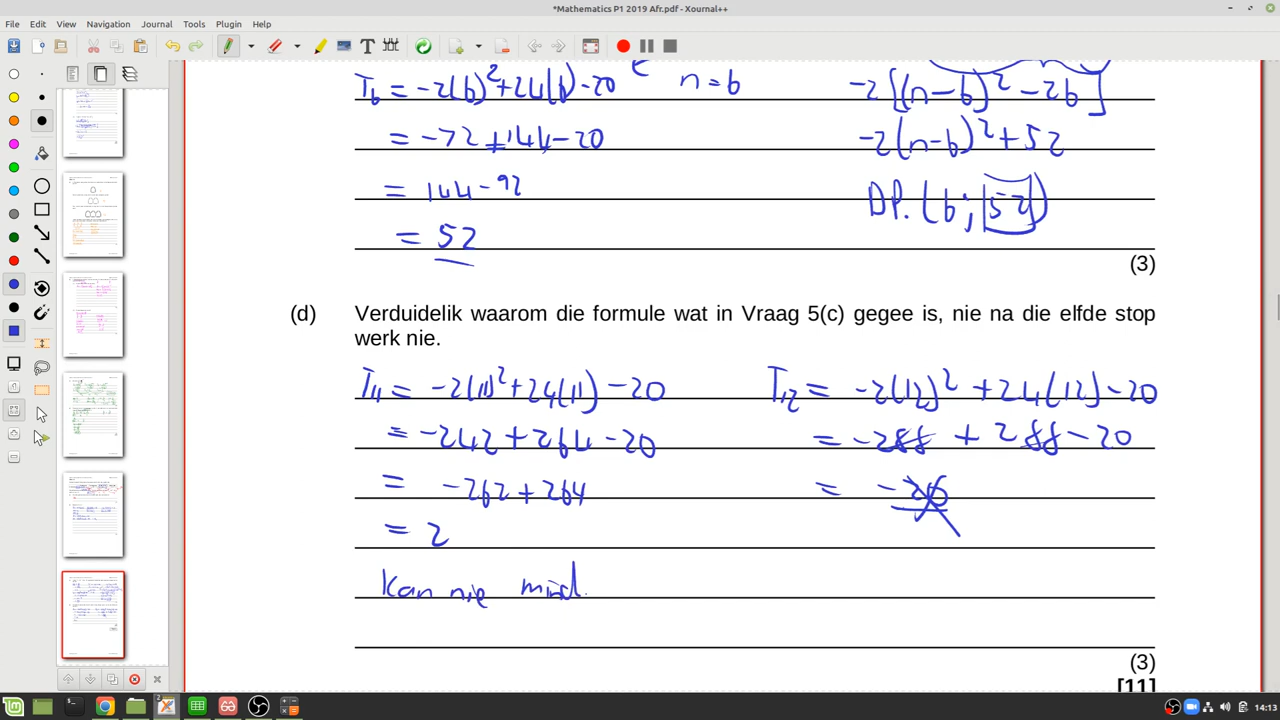 *Mathematics P1 2019 Afr.pdf - Xournal++
File Edit View Navigation Journal Tools Plugin Help
T6 = -2(6)²+24(6)-20 n=6
= -72+144-20
= 144-92
= 52
-2[(n-6)²-26]
-2(n-6)²+52
DP. (6; 52)
(3)
(d) Verduidelik waarom die formule wat in Vraag 5(c) gegee is, nie na die elfde stop
werk nie.
T11 = -2(11)²+24(11)-20
= -242+264-20
= -262+264
= 2
T12 = -2(12)²+24(12)-20
= -288+288-20
= -20
Kan nie mind.
(3)
[11]
14:13